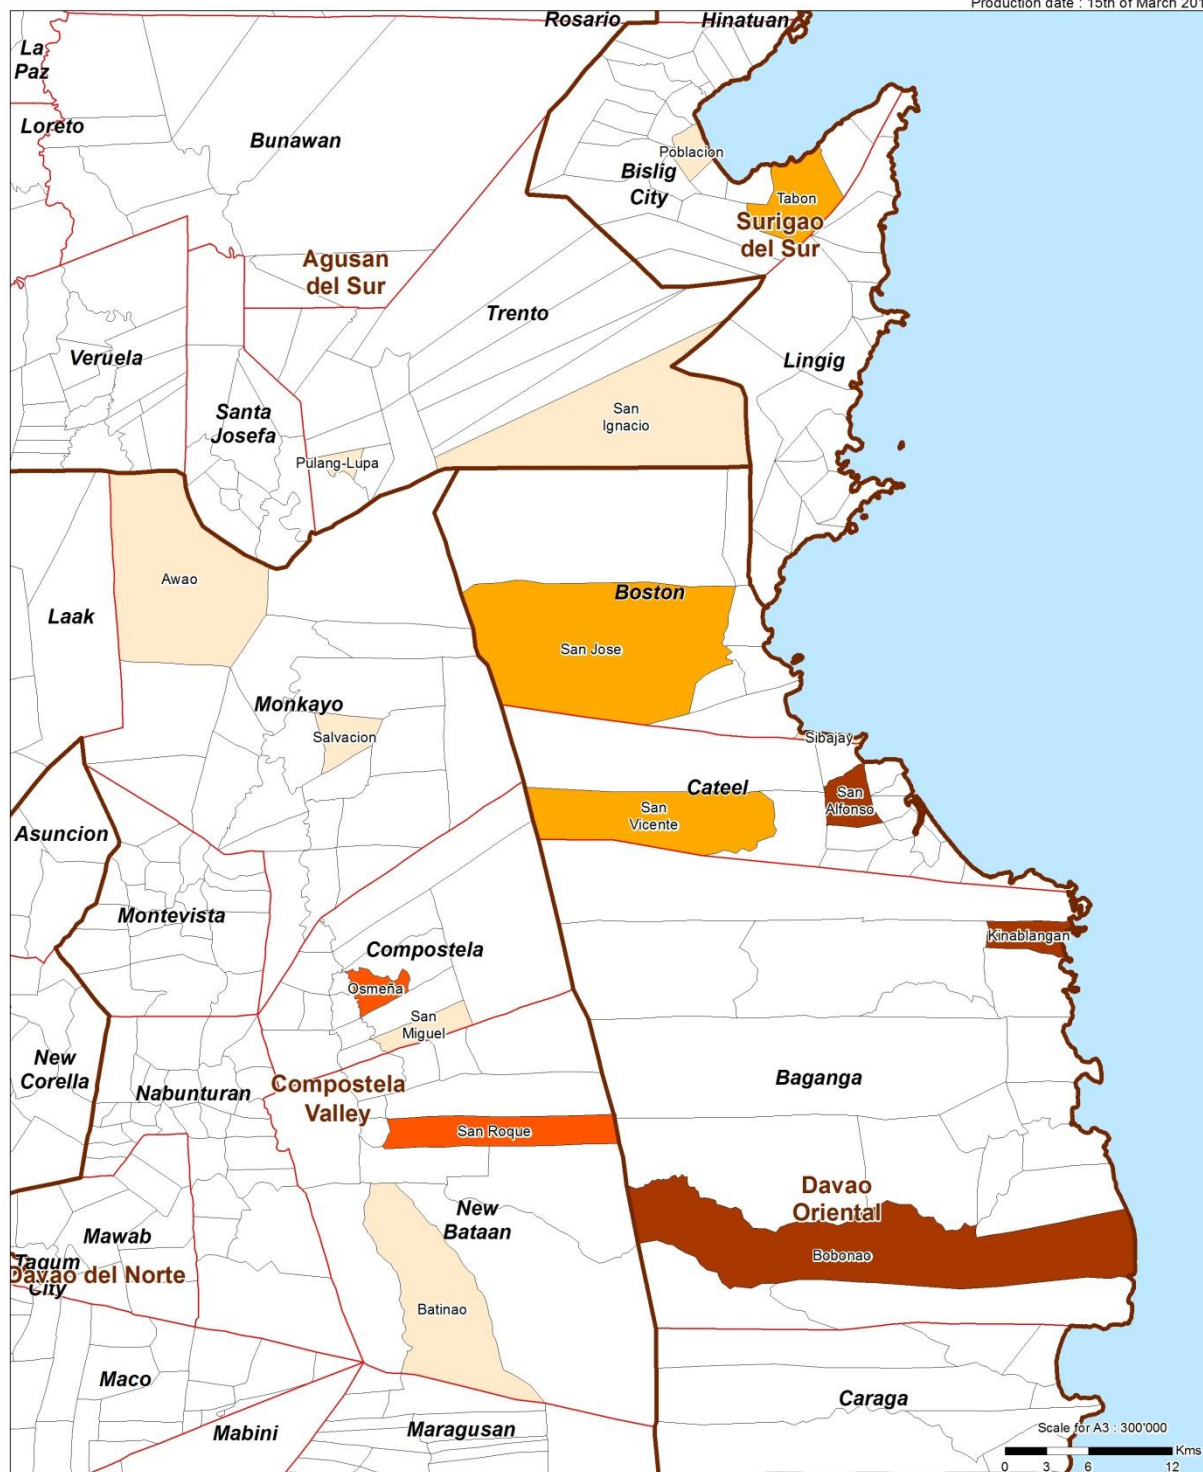 Production date : 15th of March 201
Rosario
Hinatuan
La
Paz
Loreto
Bunawan
Poblacion
Bislig
City
Tabon
Surigao
del Sur
Agusan
del Sur
Trento
Veruela
Lingig
Santa
Josefa
San
Ignacio
Pulang-Lupa
Awao
Boston
Laak
San Jose
Monkayo
Salvacion
Sibajay
Cateel
San
Alfonso
San
Vicente
Asuncion
Montevista
Kinablangan
Compostela
Osmeña
San
Miguel
New
Corella
Nabunturan
Compostela
Valley
Baganga
San Roque
Davao
Oriental
New
Bataan
Mawab
Tagum
City
Davao del Norte
Bobonao
Batinao
Maco
Caraga
Mabini
Maragusan
Scale for A3 : 300'000
Kms
0 3 6 12